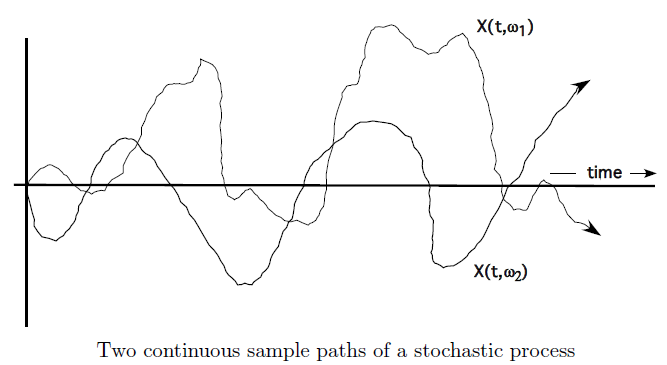 X(t,ω₁)
time
X(t,ω₂)
Two continuous sample paths of a stochastic process